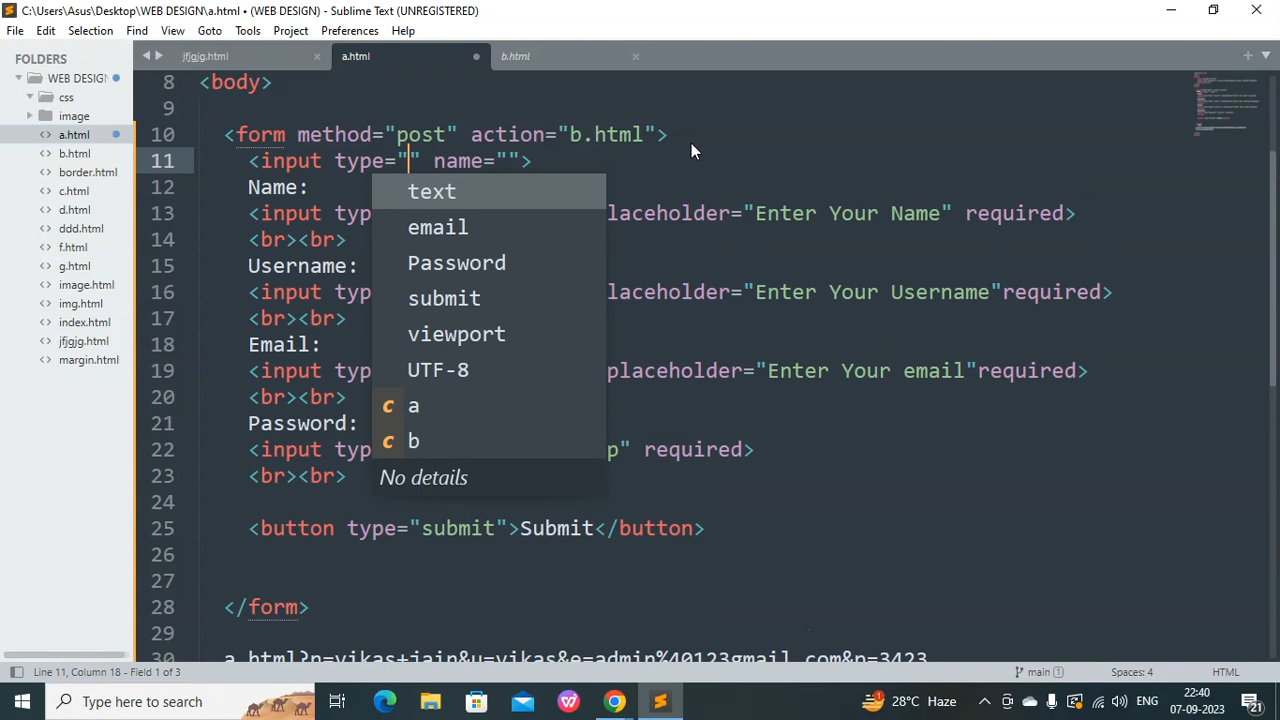 C:\Users\Asus\Desktop\WEB DESIGN\a.html • (WEB DESIGN) - Sublime Text (UNREGISTERED)
File Edit Selection Find View Goto Tools Project Preferences Help
FOLDERS
WEB DESIGN
css
image
a.html
b.html
border.html
c.html
d.html
ddd.html
f.html
g.html
image.html
img.html
index.html
jfjgjg.html
margin.html
jfjgjg.html a.html b.html
8 <body>
9
10 <form method="post" action="b.html">
11 <input type="" name="">
12 Name:
13 <input typ laceholder="Enter Your Name" required>
14 <br><br>
15 Username:
16 <input typ laceholder="Enter Your Username"required>
17 <br><br>
18 Email:
19 <input typ placeholder="Enter Your email"required>
20 <br><br>
21 Password:
22 <input typ p" required>
23 <br><br>
24
25 <button type="submit">Submit</button>
26
27
28 </form>
29
30 a.html?n=vikas+jain&u=vikas&e=admin%40123gmail.com&p=3423
text
email
Password
submit
viewport
UTF-8
c a
c b
No details
Line 11, Column 18 - Field 1 of 3 main 1 Spaces: 4 HTML
Type here to search 1 28°C Haze ENG 22:40
07-09-2023 21